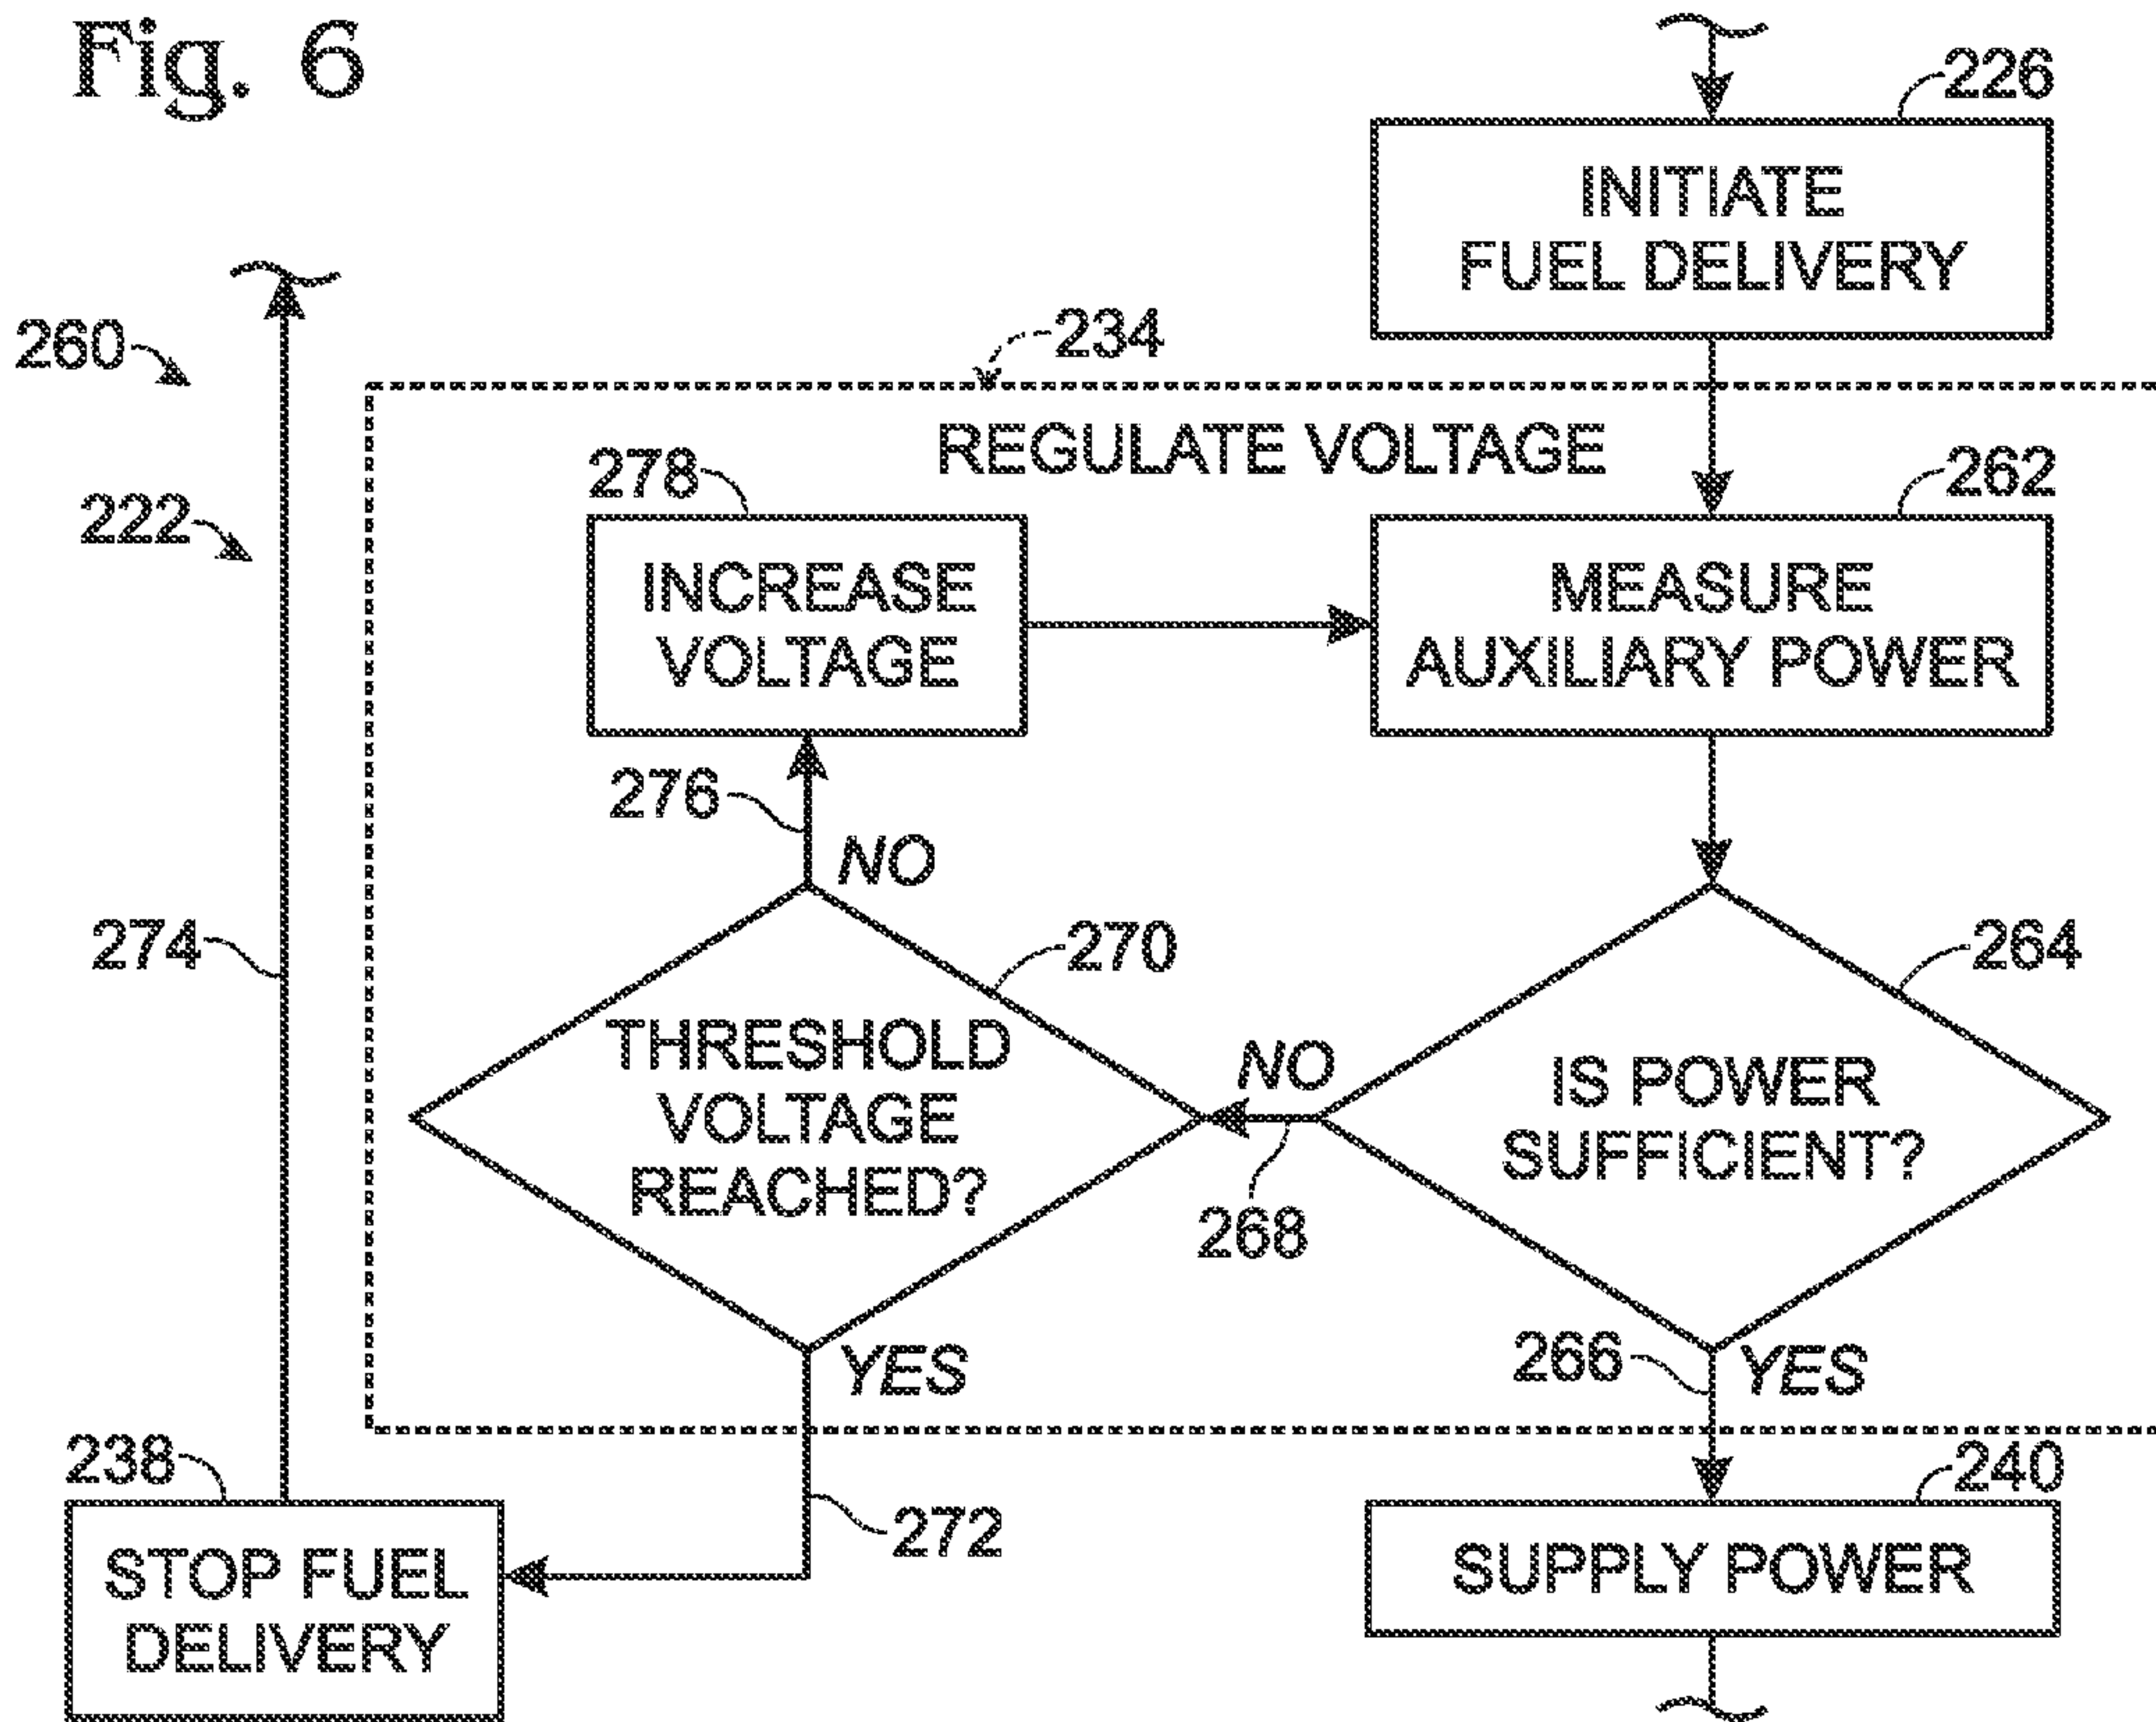 Fig. 6
226
INITIATE
FUEL DELIVERY
260
234
REGULATE VOLTAGE
222
278
INCREASE
VOLTAGE
262
MEASURE
AUXILIARY POWER
276
NO
274
270
THRESHOLD
VOLTAGE
REACHED?
NO
268
264
IS POWER
SUFFICIENT?
YES
266
YES
238
STOP FUEL
DELIVERY
272
240
SUPPLY POWER